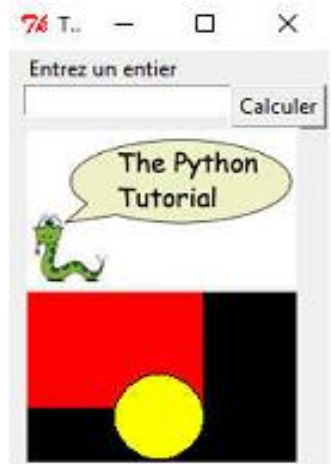 T..
Entrez un entier
Calculer
The Python
Tutorial